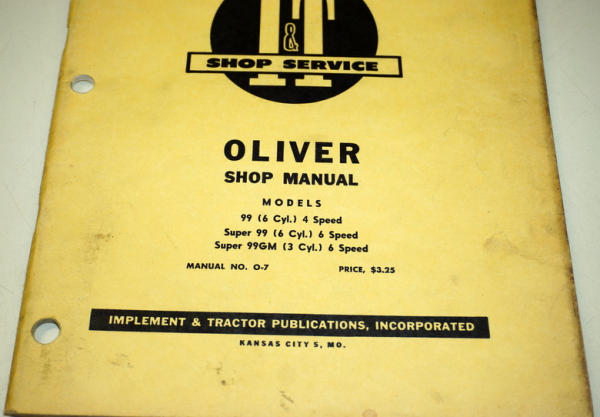 I&T
SHOP SERVICE
OLIVER
SHOP MANUAL
MODELS
99 (6 Cyl.) 4 Speed
Super 99 (6 Cyl.) 6 Speed
Super 99GM (3 Cyl.) 6 Speed
MANUAL NO. O-7 PRICE, $3.25
IMPLEMENT & TRACTOR PUBLICATIONS, INCORPORATED
KANSAS CITY 5, MO.